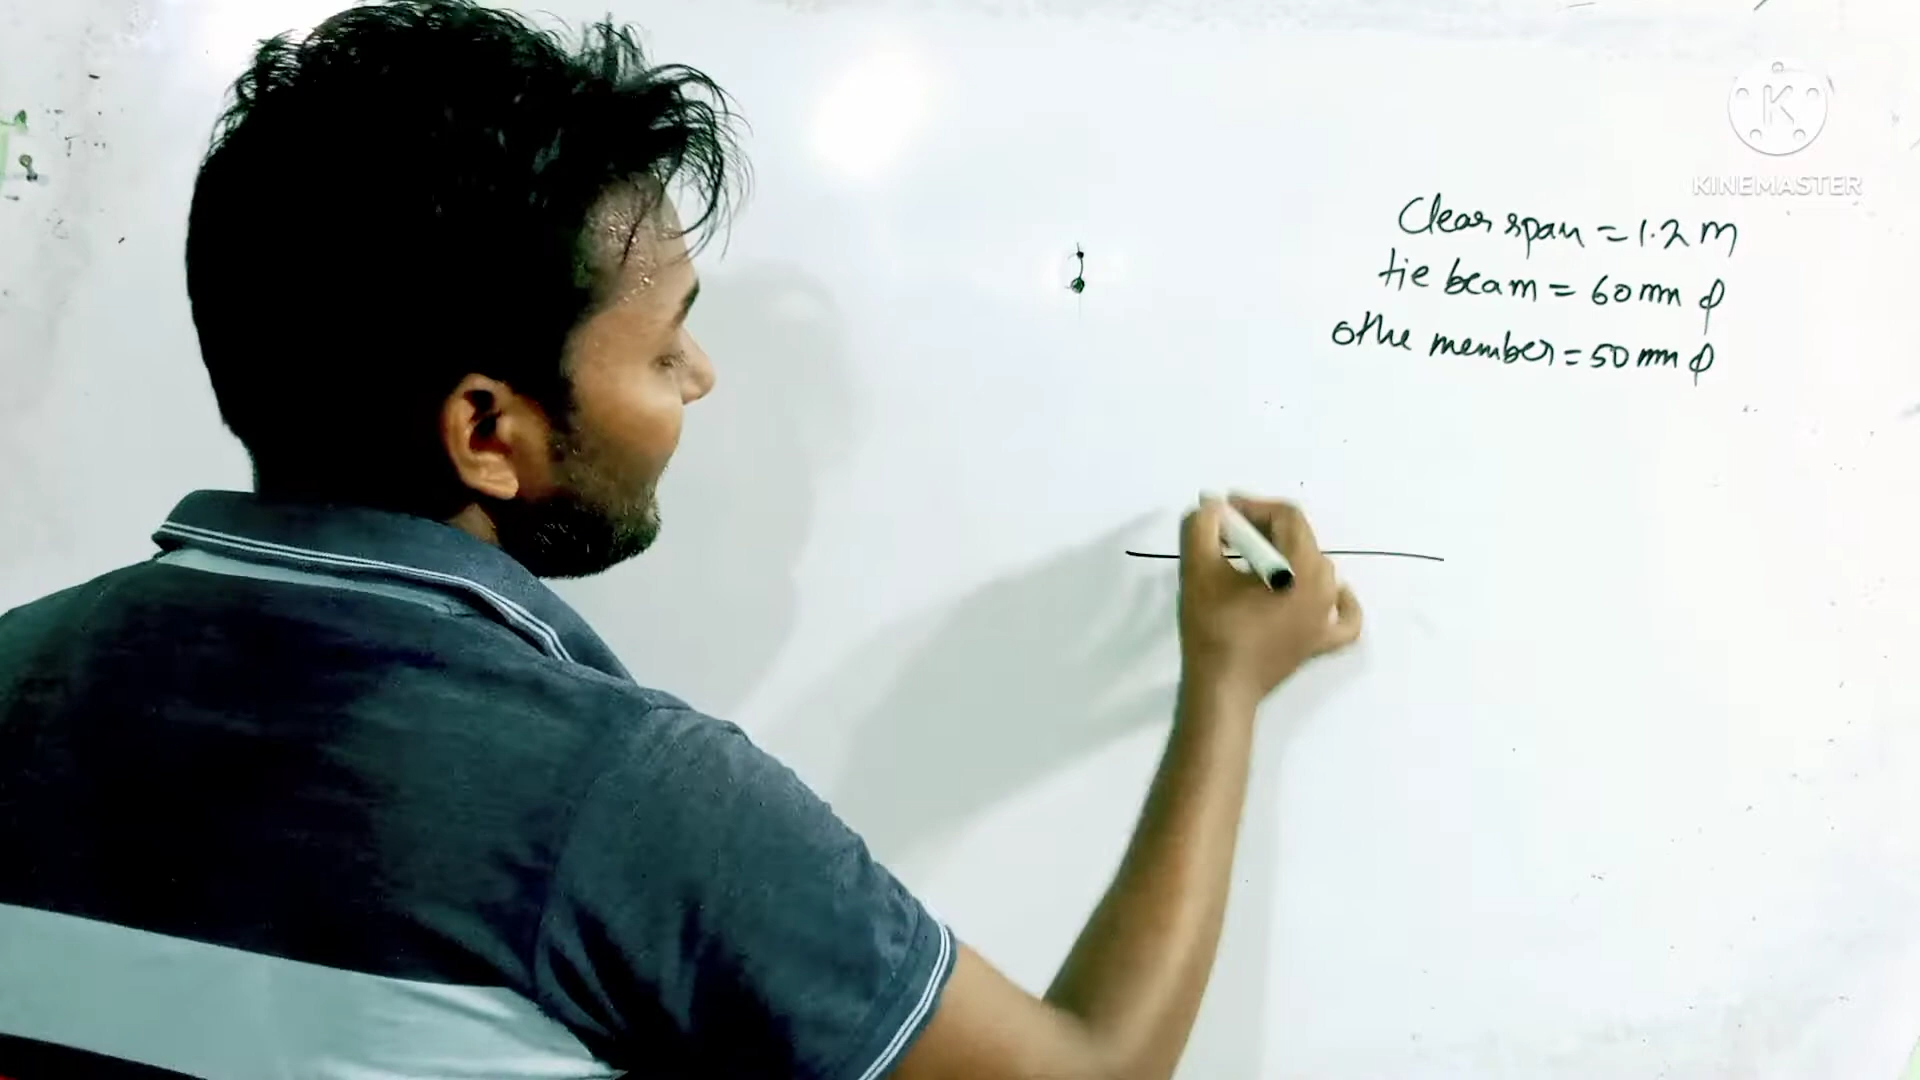 KINEMASTER
Clear span = 1.2 m
tie beam = 60 mm ϕ
othe member = 50 mm ϕ